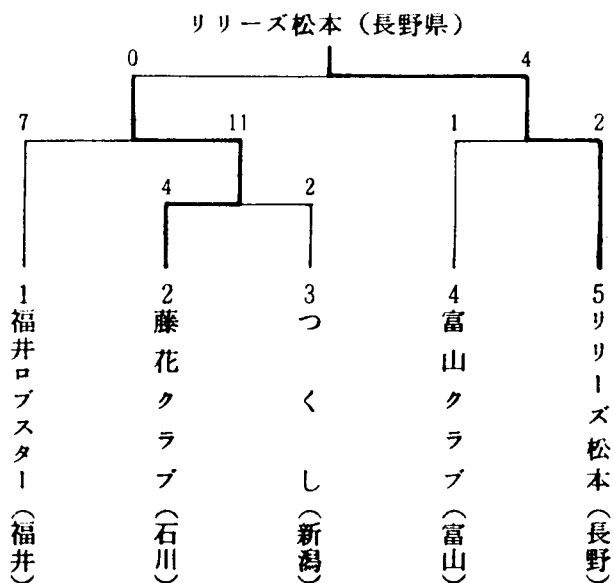 リリーズ松本（長野県）
0 4
7 11 1 2
4 2
1 2 3 4 5
福井ロブスター（福井）
藤花クラブ（石川）
つくし（新潟）
富山クラブ（富山）
リリーズ松本（長野）